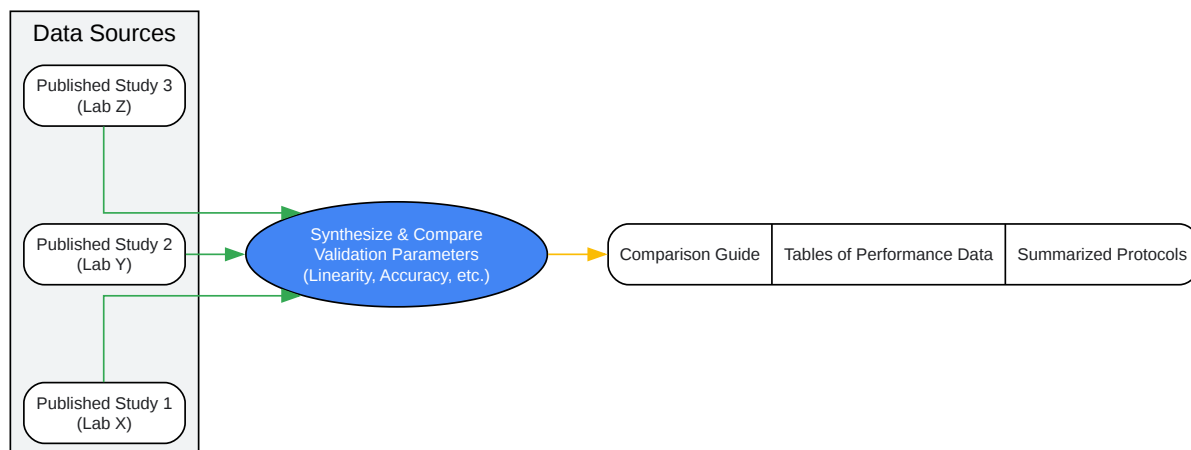 Data Sources
Published Study 3
(Lab Z)
Published Study 2
(Lab Y)
Published Study 1
(Lab X)
Synthesize & Compare
Validation Parameters
(Linearity, Accuracy, etc.)
Comparison Guide
Tables of Performance Data
Summarized Protocols